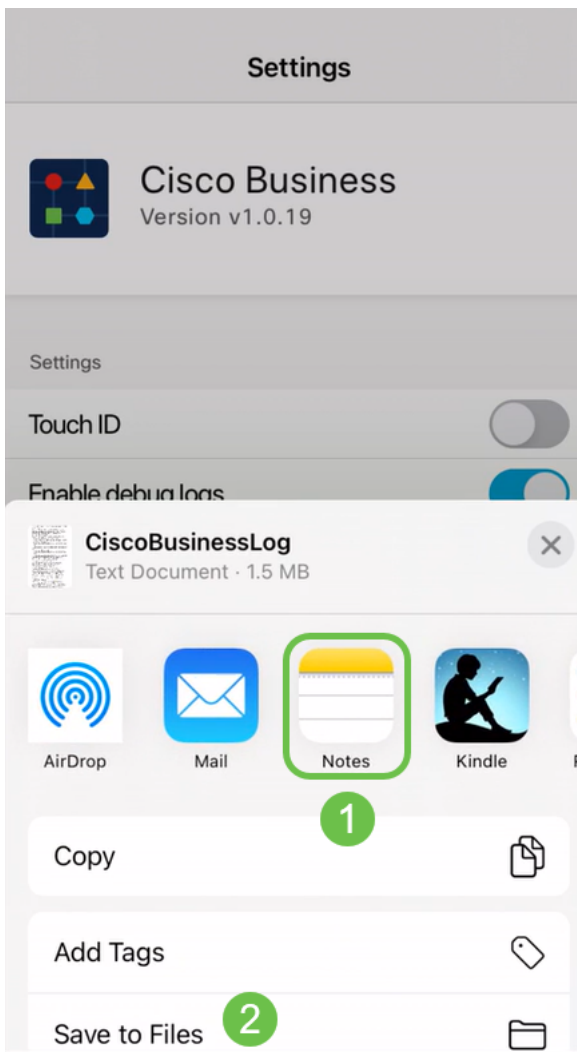 Settings
Cisco Business
Version v1.0.19
Settings
Touch ID
Enable debug logs
CiscoBusinessLog
Text Document · 1.5 MB
AirDrop
Mail
Notes
Kindle
1
Copy
Add Tags
Save to Files 2